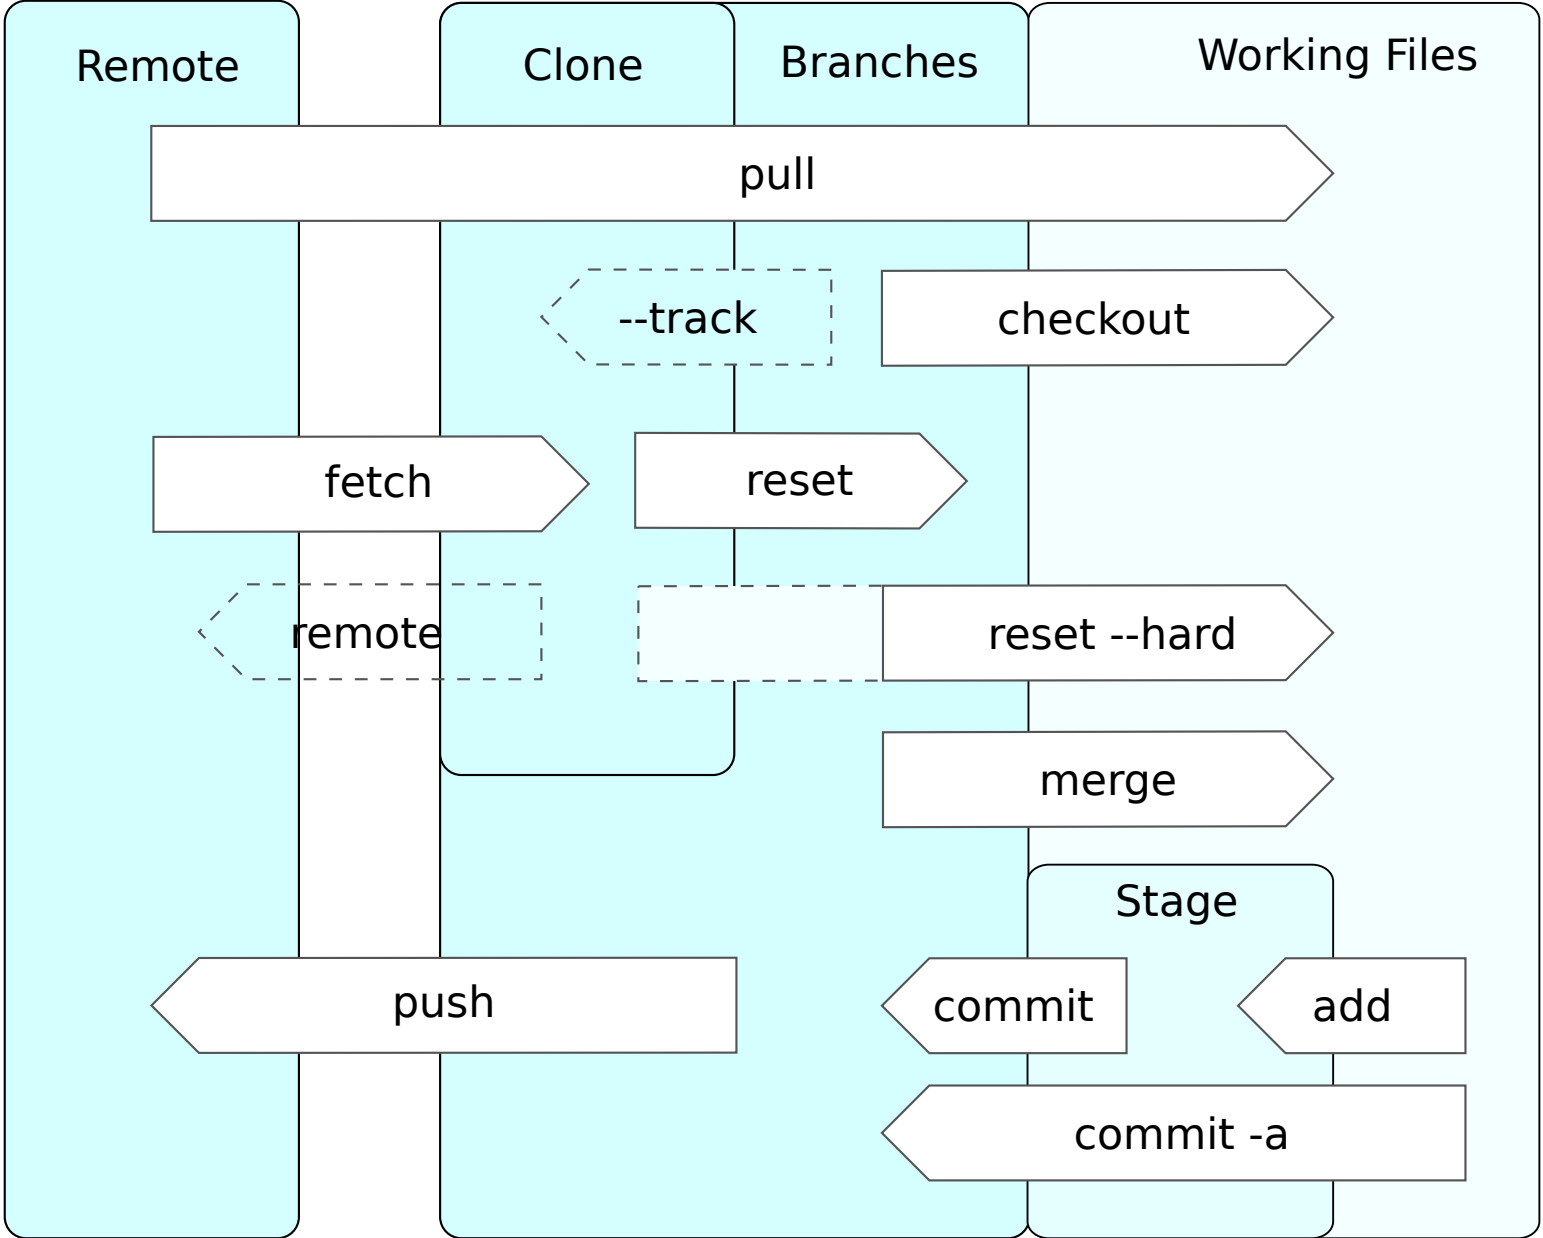 Remote
Clone
Branches
Working Files
pull
--track
checkout
fetch
reset
remote
reset --hard
merge
Stage
push
commit
add
commit -a